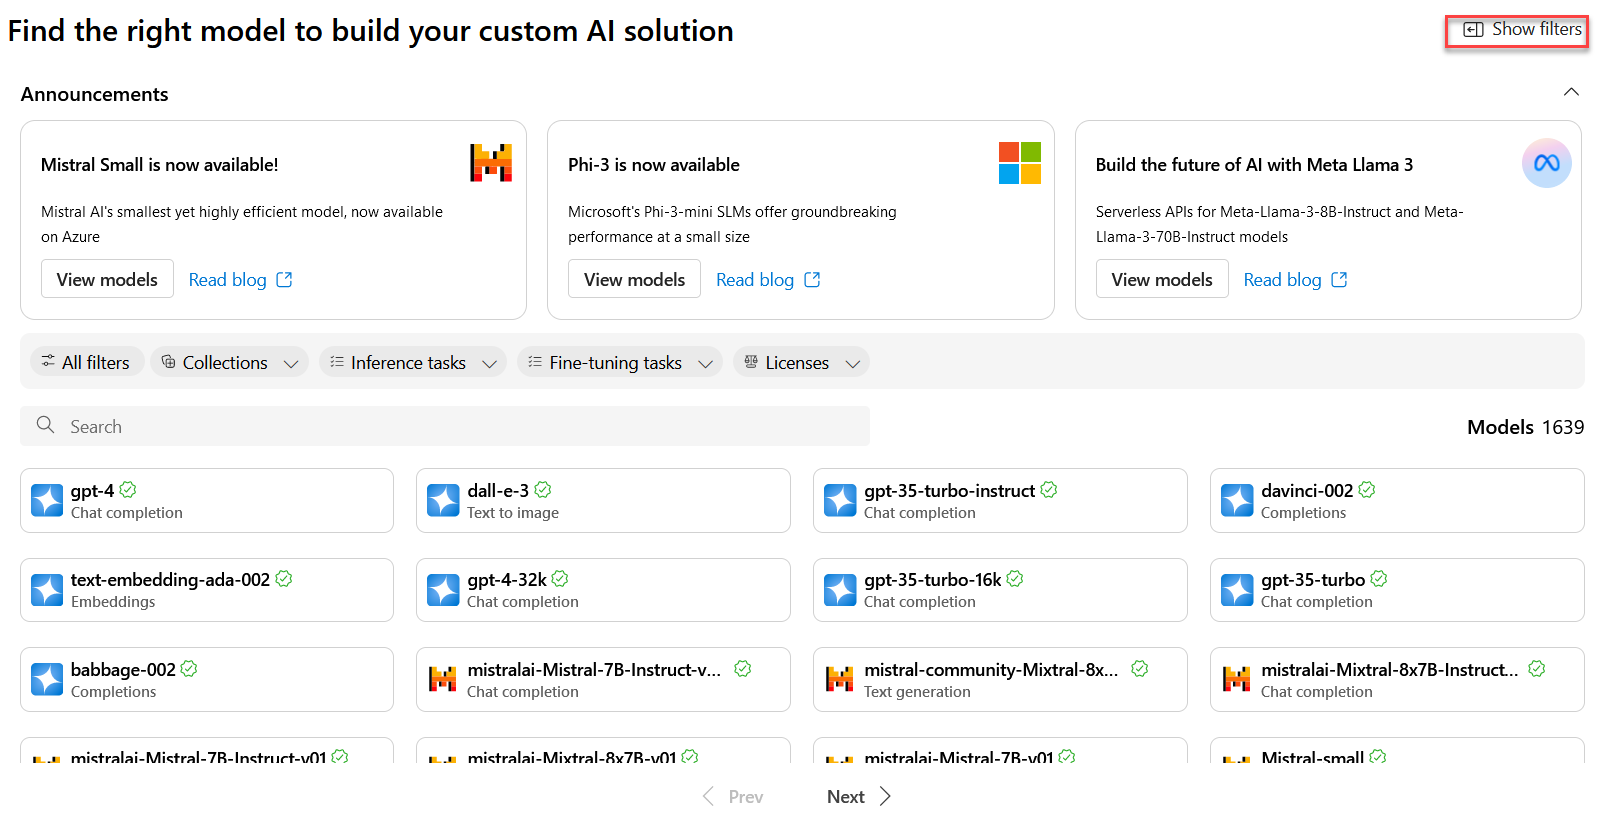 Find the right model to build your custom AI solution
Show filters
Announcements
Mistral Small is now available!
Mistral AI's smallest yet highly efficient model, now available
on Azure
View models
Read blog
Phi-3 is now available
Microsoft's Phi-3-mini SLMs offer groundbreaking
performance at a small size
View models
Read blog
Build the future of AI with Meta Llama 3
Serverless APIs for Meta-Llama-3-8B-Instruct and Meta-
Llama-3-70B-Instruct models
View models
Read blog
All filters
Collections
Inference tasks
Fine-tuning tasks
Licenses
Search
Models 1639
gpt-4
Chat completion
dall-e-3
Text to image
gpt-35-turbo-instruct
Chat completion
davinci-002
Completions
text-embedding-ada-002
Embeddings
gpt-4-32k
Chat completion
gpt-35-turbo-16k
Chat completion
gpt-35-turbo
Chat completion
babbage-002
Completions
mistralai-Mistral-7B-Instruct-v...
Chat completion
mistral-community-Mixtral-8x...
Text generation
mistralai-Mixtral-8x7B-Instruct...
Chat completion
mistralai-Mistral-7B-Instruct-v01
mistralai-Mixtral-8x7B-v01
mistralai-Mistral-7B-v01
Mistral-small
Prev
Next